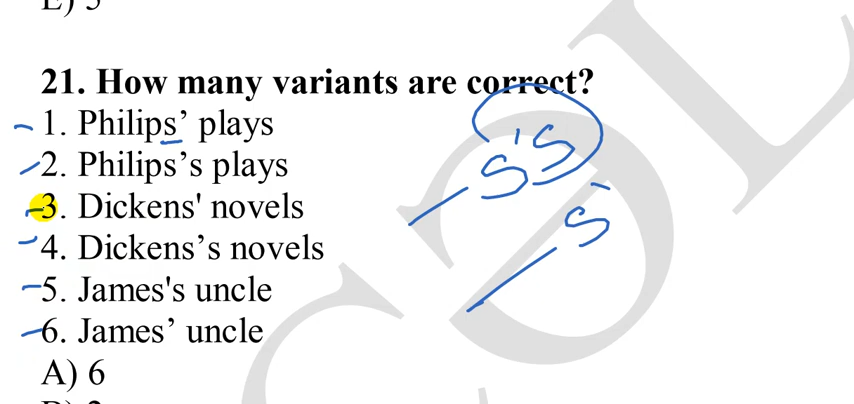 21. How many variants are correct?
1. Philips’ plays
2. Philips’s plays
3. Dickens' novels
4. Dickens’s novels
5. James's uncle
6. James’ uncle
A) 6
s's
s'